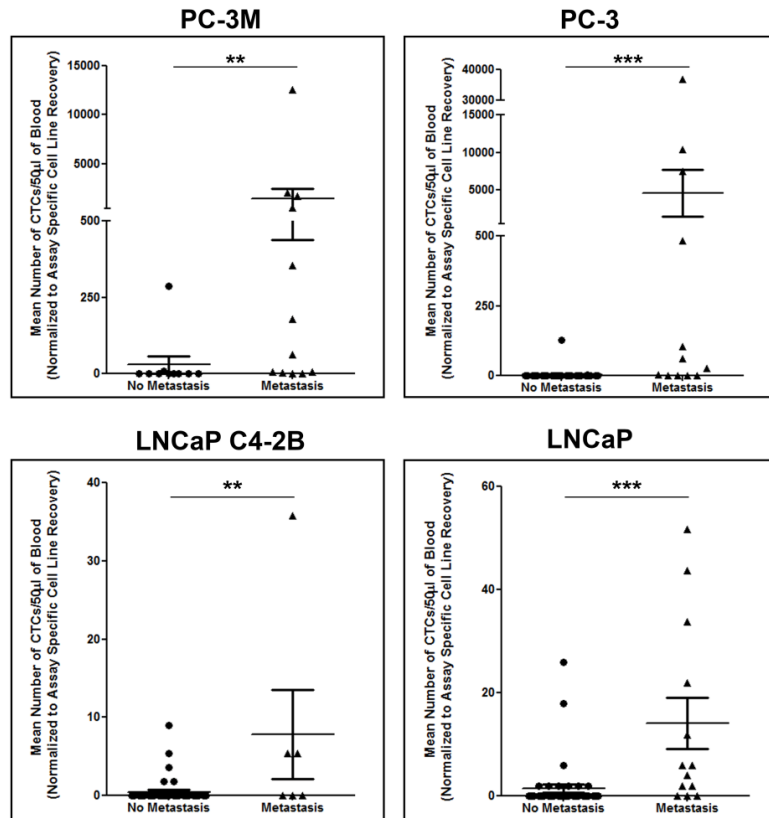 PC-3M
Mean Number of CTCs/50µl of Blood
(Normalized to Assay Specific Cell Line Recovery)
15000
10000
5000
500
250
0
**
No Metastasis
Metastasis
PC-3
Mean Number of CTCs/50µl of Blood
(Normalized to Assay Specific Cell Line Recovery)
40000
30000
15000
10000
5000
500
250
0
***
No Metastasis
Metastasis
LNCaP C4-2B
Mean Number of CTCs/50µl of Blood
(Normalized to Assay Specific Cell Line Recovery)
40
30
20
10
0
**
No Metastasis
Metastasis
LNCaP
Mean Number of CTCs/50µl of Blood
(Normalized to Assay Specific Cell Line Recovery)
60
40
20
0
***
No Metastasis
Metastasis